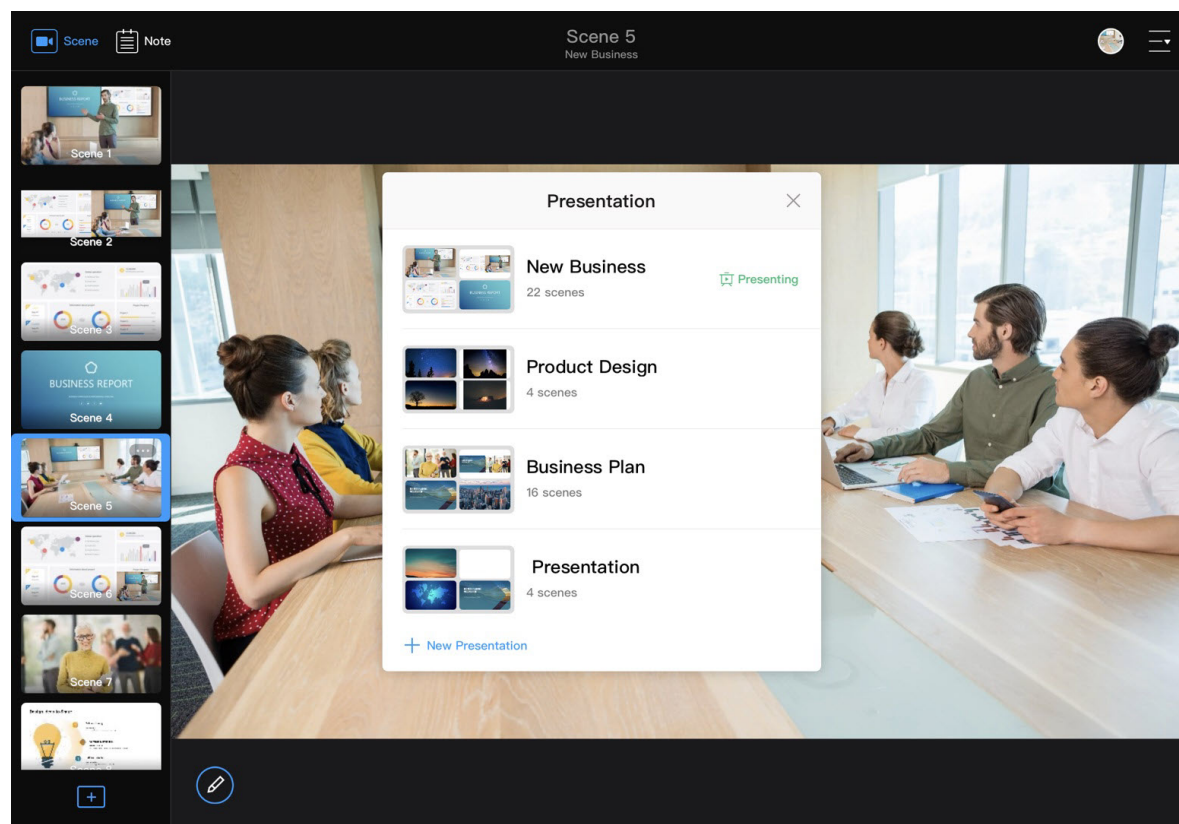 Scene
Note
Scene 5
New Business
Scene 1
Scene 2
Scene 3
BUSINESS REPORT
Scene 4
Scene 5
Scene 6
Scene 7
Presentation
New Business
22 scenes
Presenting
Product Design
4 scenes
Business Plan
16 scenes
Presentation
4 scenes
New Presentation